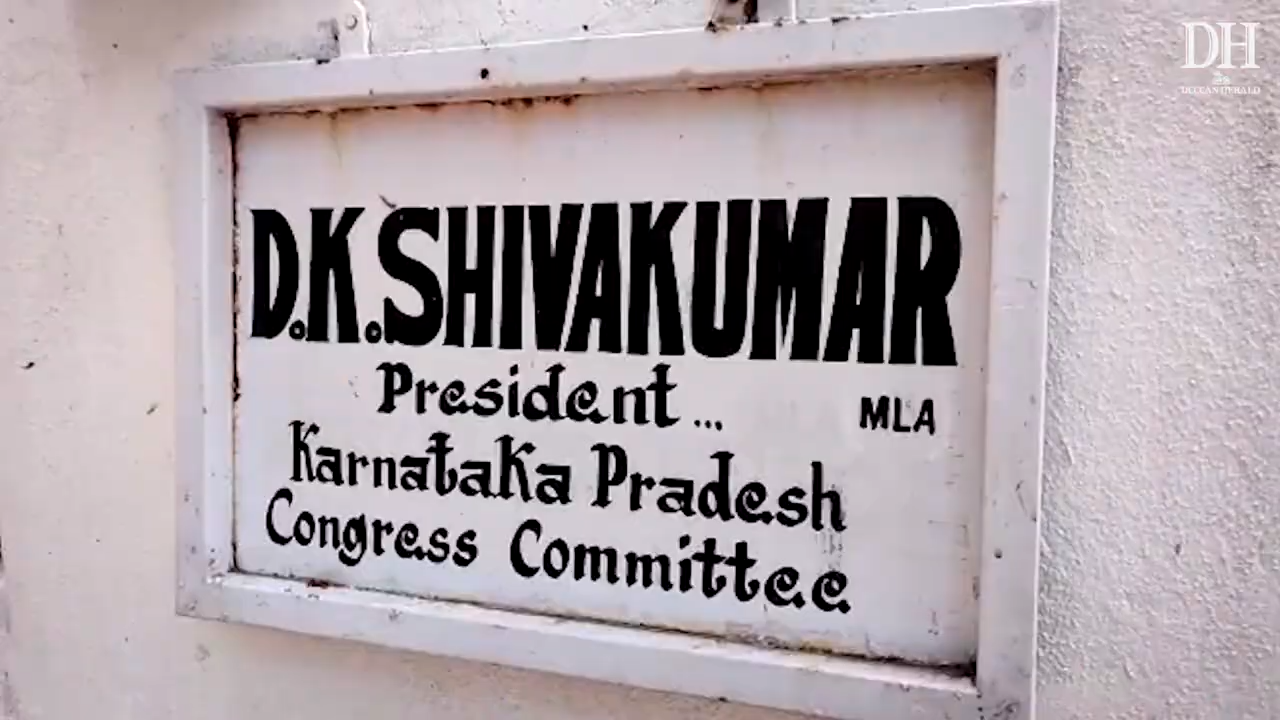 DH
DECCAN HERALD
D.K.SHIVAKUMAR
MLA
President ...
Karnataka Pradesh
Congress Committee